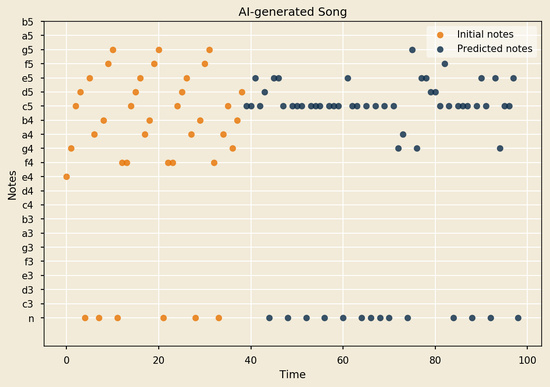 AI-generated Song
Initial notes
Predicted notes
Notes
b5
a5
g5
f5
e5
d5
c5
b4
a4
g4
f4
e4
d4
c4
b3
a3
g3
f3
e3
d3
c3
n
0 20 40 60 80 100
Time